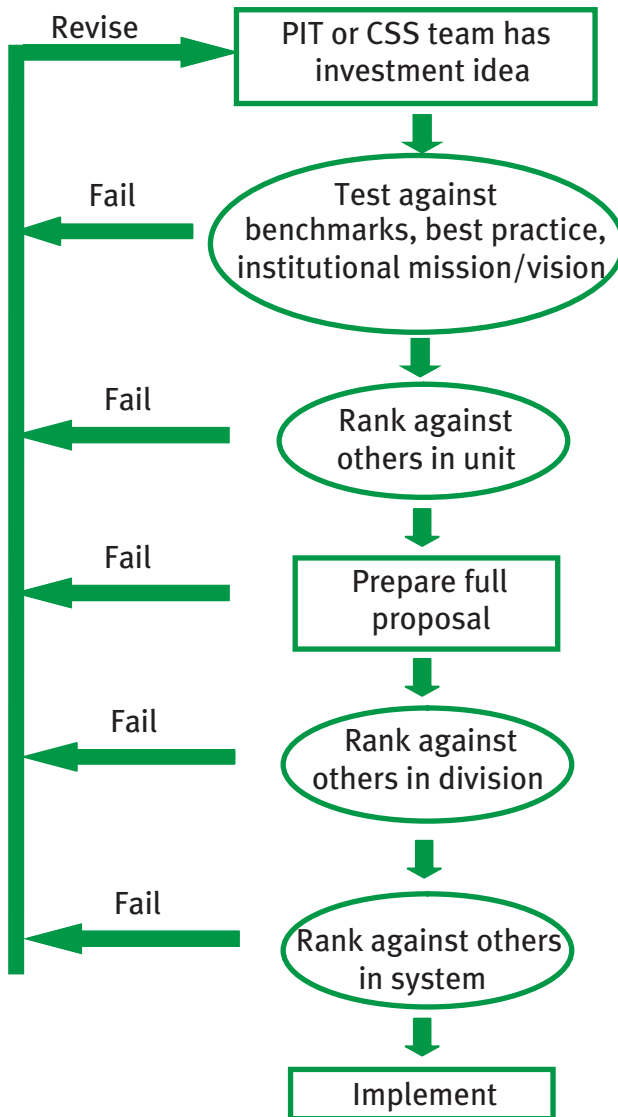 Revise
PIT or CSS team has
investment idea
Fail
Test against
benchmarks, best practice,
institutional mission/vision
Fail
Rank against
others in unit
Fail
Prepare full
proposal
Fail
Rank against
others in division
Fail
Rank against others
in system
Implement